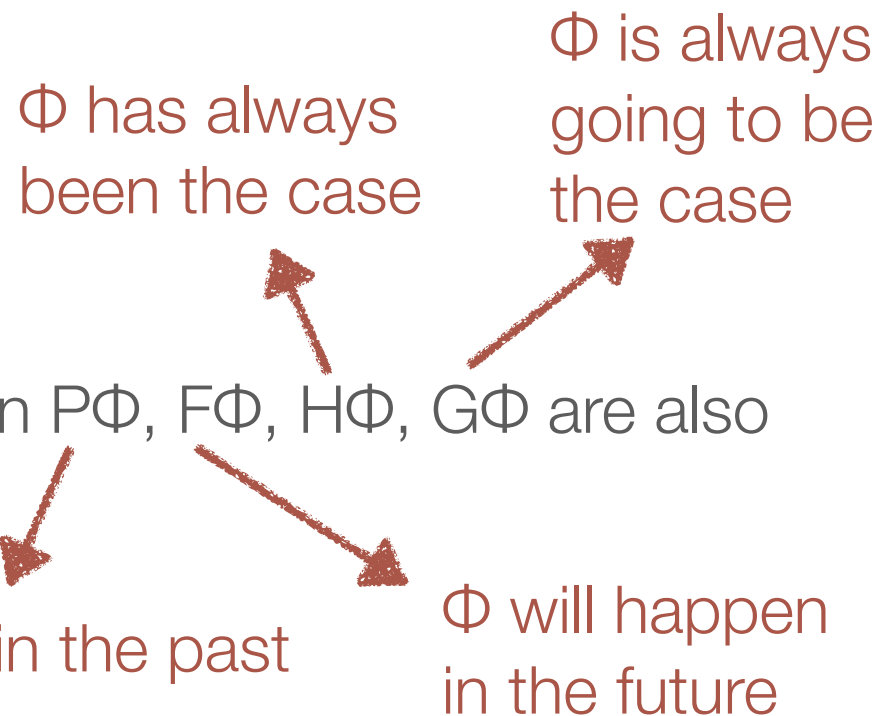 Φ is always
going to be
the case
Φ has always
been the case
n PΦ, FΦ, HΦ, GΦ are also
in the past
Φ will happen
in the future